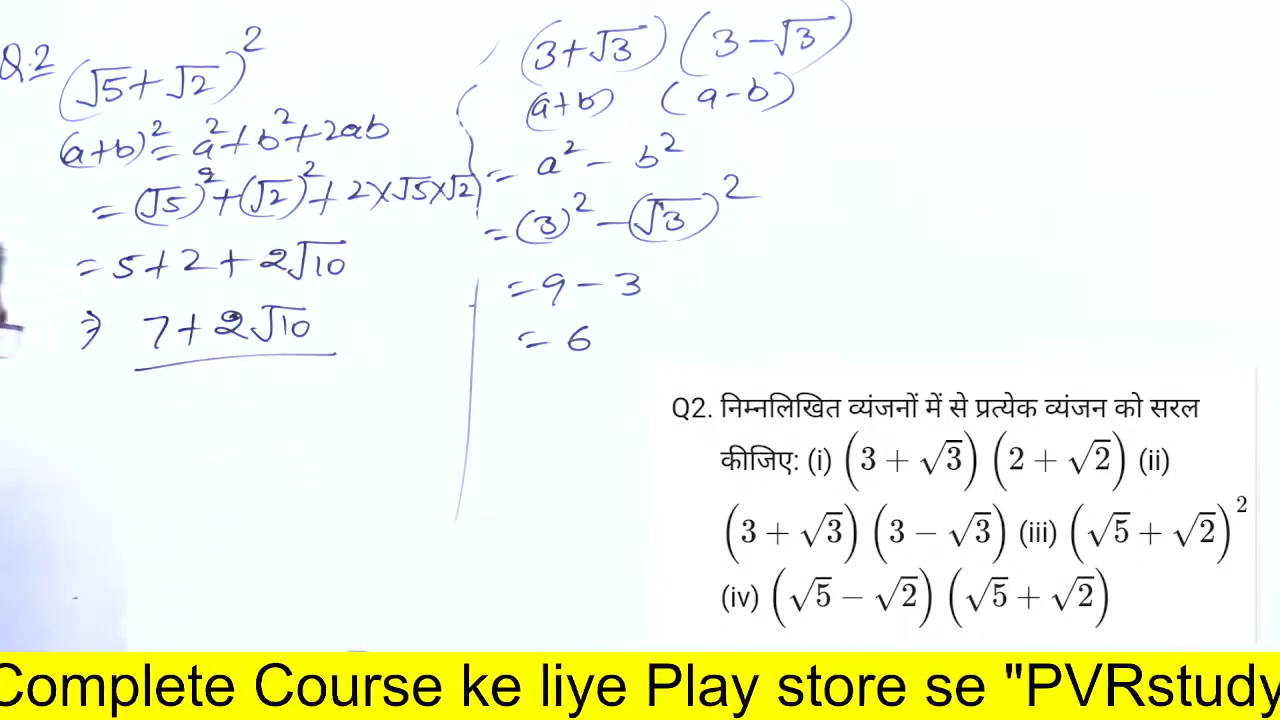 Q.2 (√5+√2)²
(a+b)² = a²+b²+2ab
= (√5)²+(√2)²+2×√5×√2
= 5+2+2√10
⇒ 7+2√10
(3+√3) (3-√3)
(a+b) (a-b)
= a² - b²
= (3)² - (√3)²
= 9 - 3
= 6
Q2. निम्नलिखित व्यंजनों में से प्रत्येक व्यंजन को सरल
कीजिए: (i) (3 + √3) (2 + √2) (ii)
(3 + √3) (3 − √3) (iii) (√5 + √2)²
(iv) (√5 − √2) (√5 + √2)
Complete Course ke liye Play store se "PVRstudy